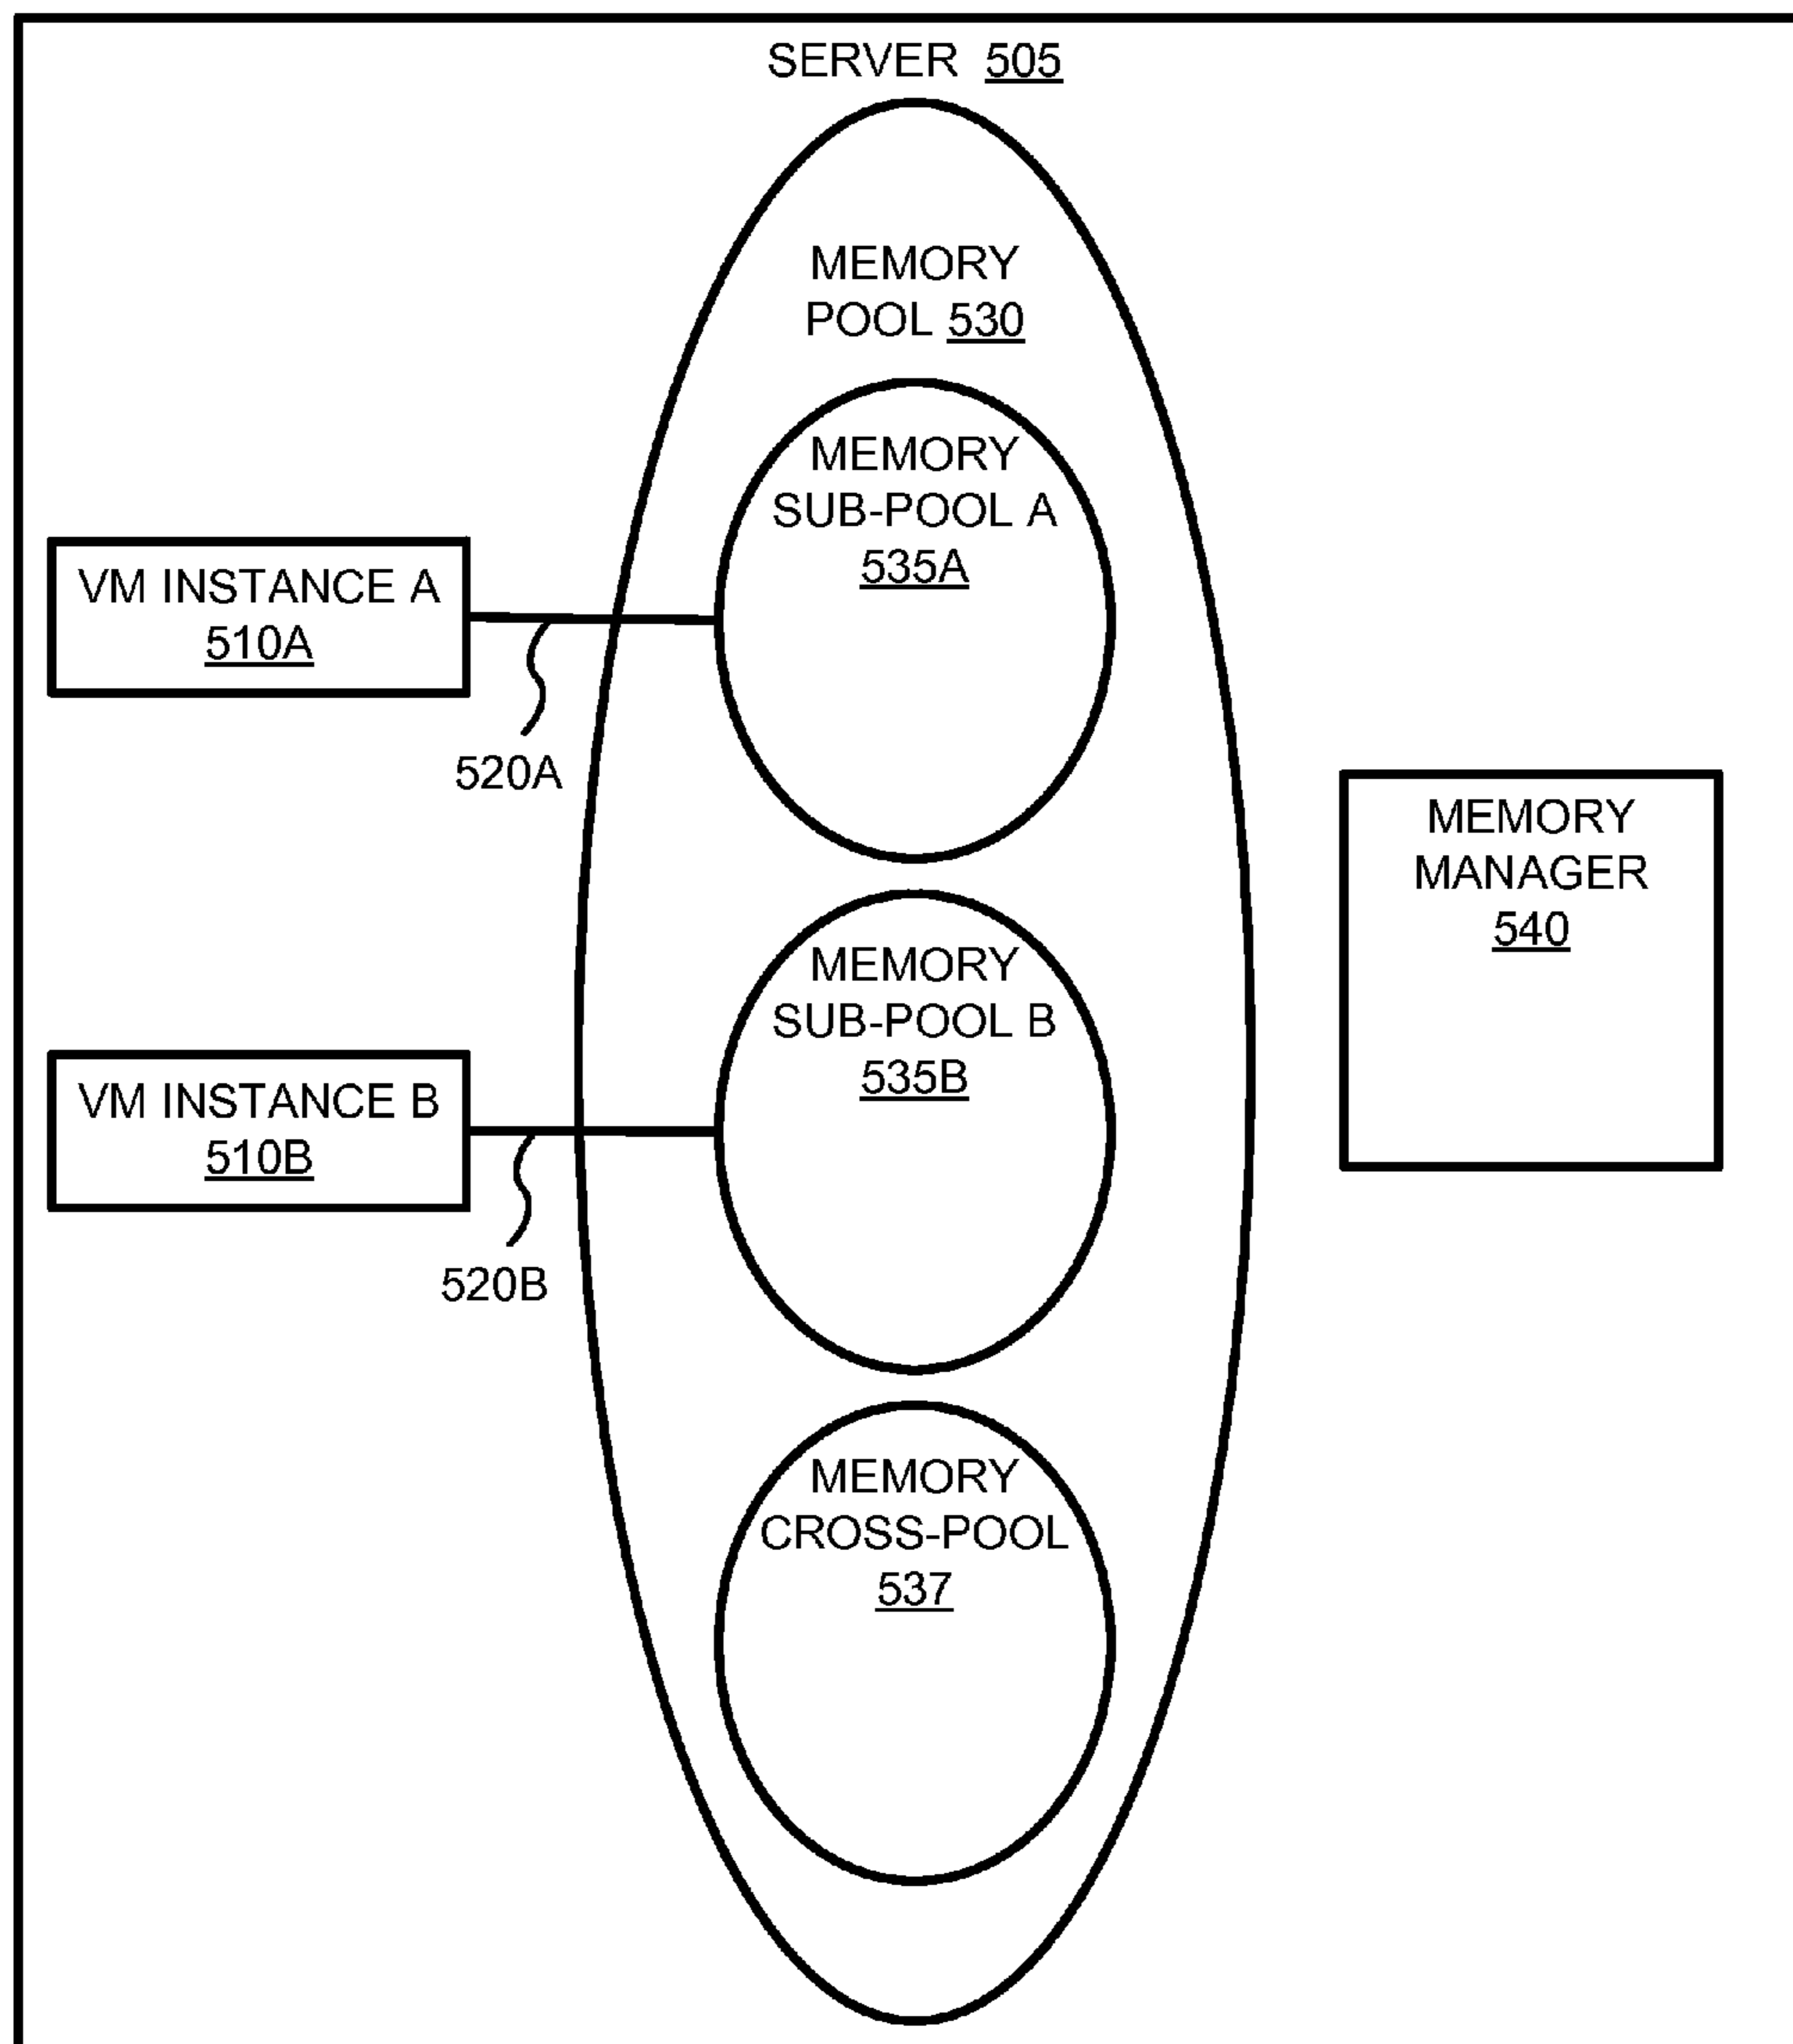 SERVER 505
MEMORY
POOL 530
MEMORY
SUB-POOL A
535A
VM INSTANCE A
510A
520A
MEMORY
MANAGER
540
MEMORY
SUB-POOL B
535B
VM INSTANCE B
510B
520B
MEMORY
CROSS-POOL
537